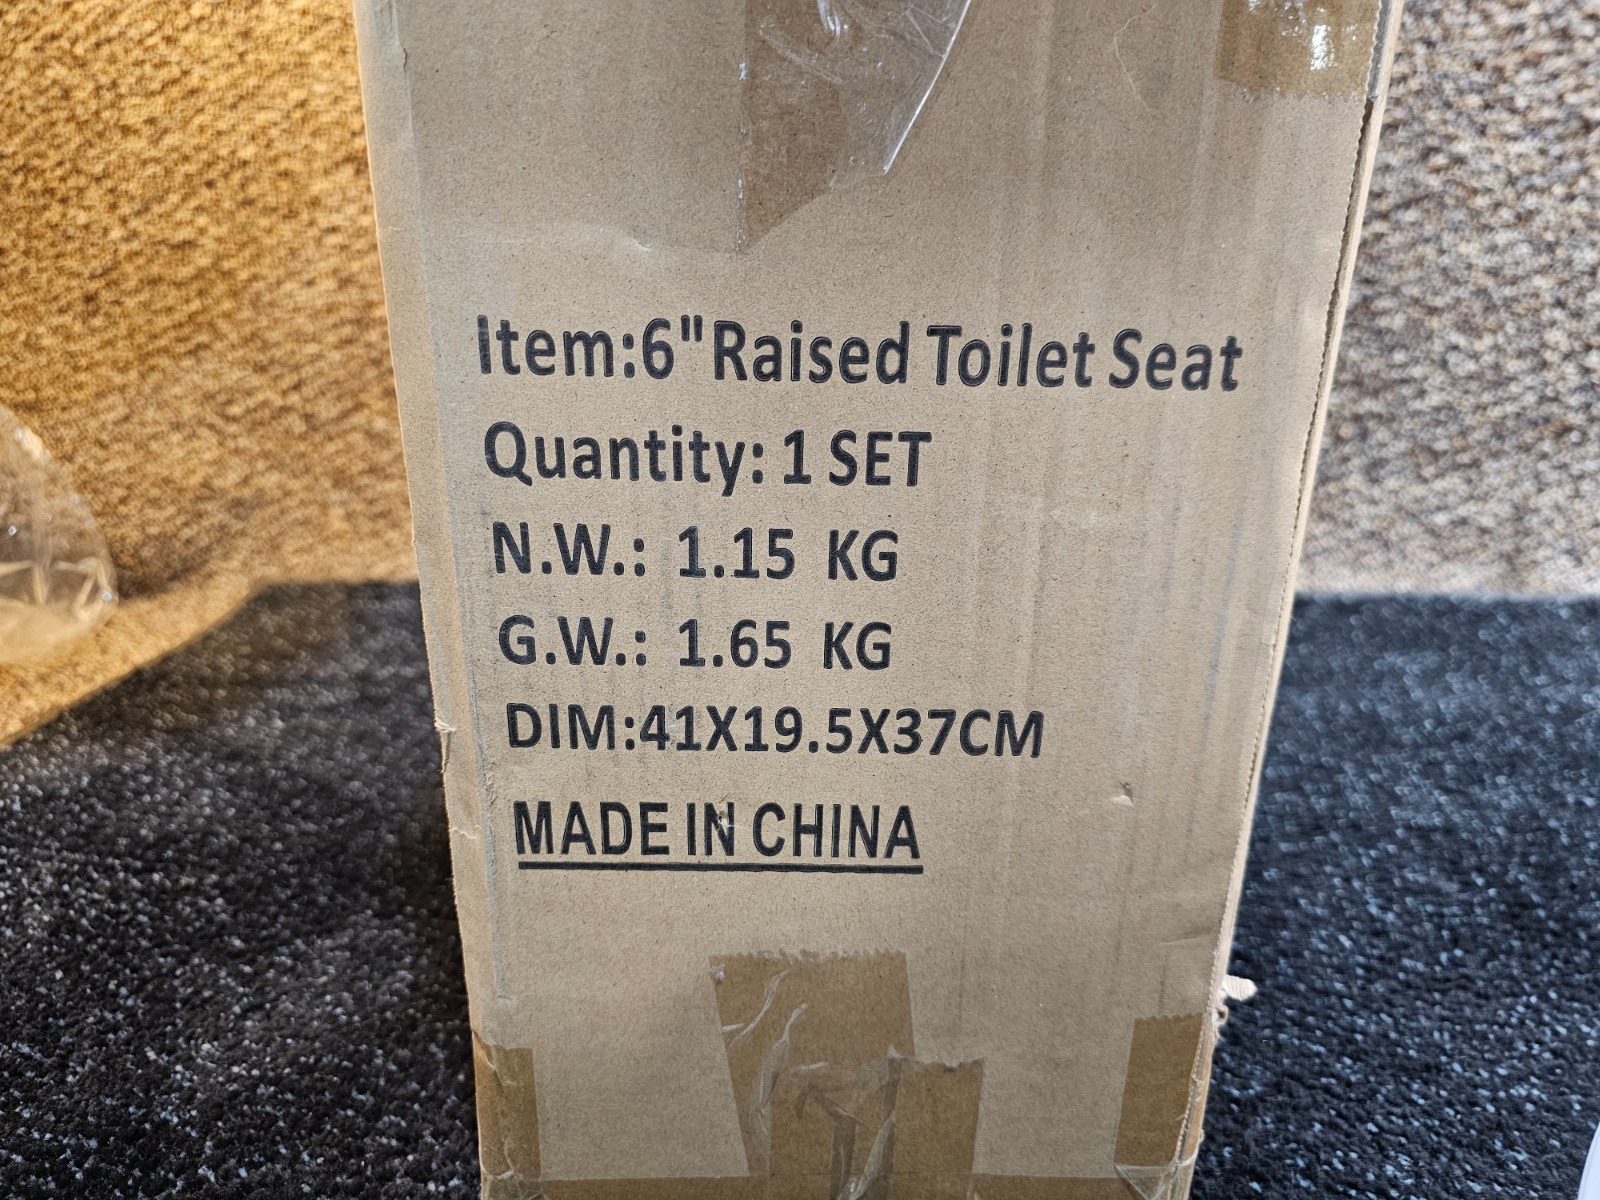 Item:6"Raised Toilet Seat
Quantity: 1 SET
N.W.: 1.15 KG
G.W.: 1.65 KG
DIM:41X19.5X37CM
MADE IN CHINA